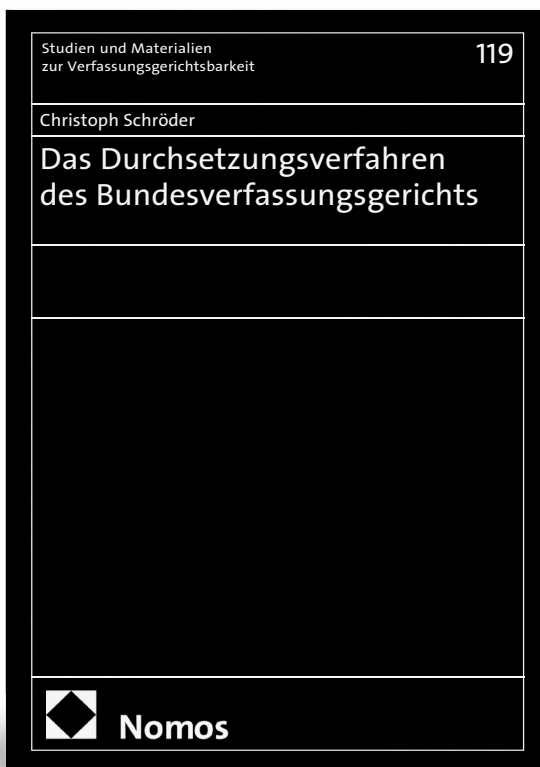 Studien und Materialien
zur Verfassungsgerichtsbarkeit
119
Christoph Schröder
Das Durchsetzungsverfahren
des Bundesverfassungsgerichts
Nomos